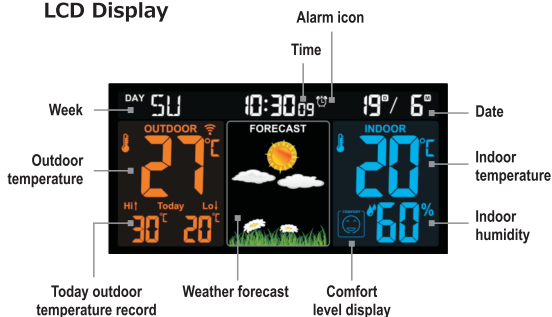 LCD Display
Alarm icon
Time
DAY SU 10:30 09 19 D / 6 M
Week
Date
OUTDOOR
FORECAST
INDOOR
27°C
20°C
Outdoor
temperature
Indoor
temperature
Hi↑ Today Lo↓
30°C 20°C
COMFORT
60%
Indoor
humidity
Today outdoor
temperature record
Weather forecast
Comfort
level display